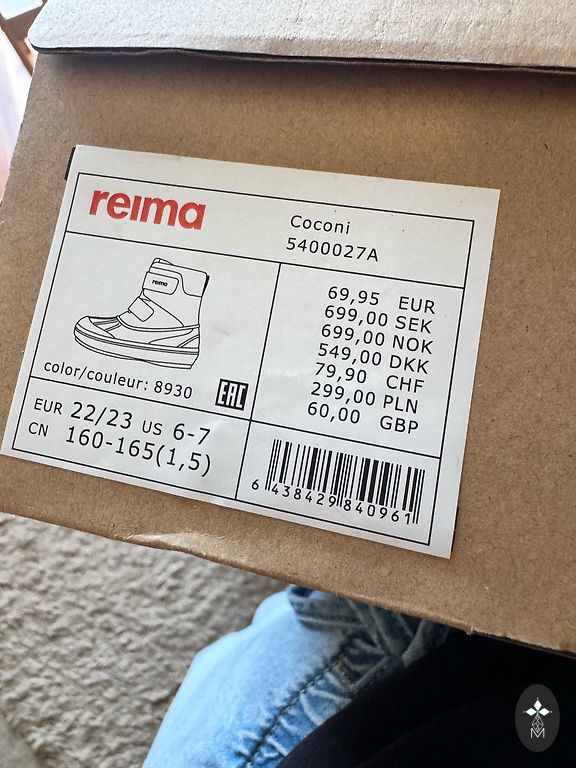 reima
Coconi
5400027A
reima
color/couleur: 8930
EAC
69,95 EUR
699,00 SEK
699,00 NOK
549,00 DKK
79,90 CHF
299,00 PLN
60,00 GBP
EUR 22/23 US 6-7
CN 160-165(1,5)
6 438429 840961
M